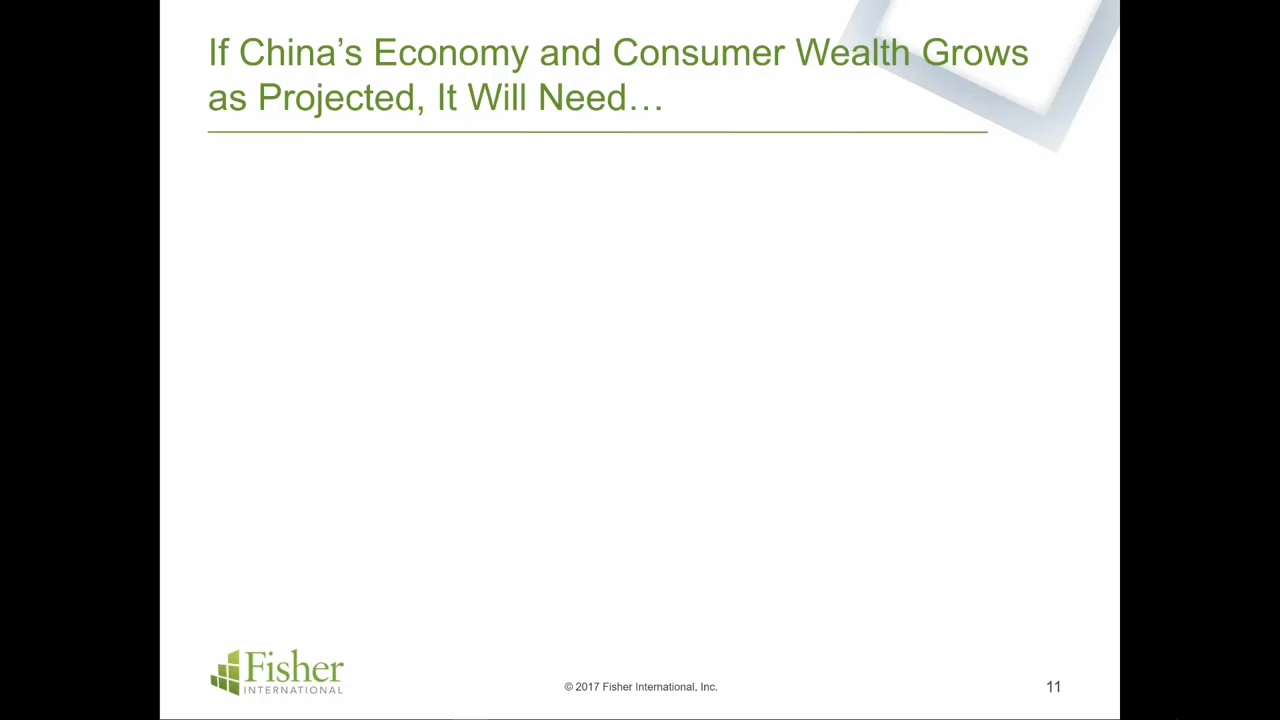 If China’s Economy and Consumer Wealth Grows
as Projected, It Will Need…
Fisher
INTERNATIONAL
© 2017 Fisher International, Inc.
11